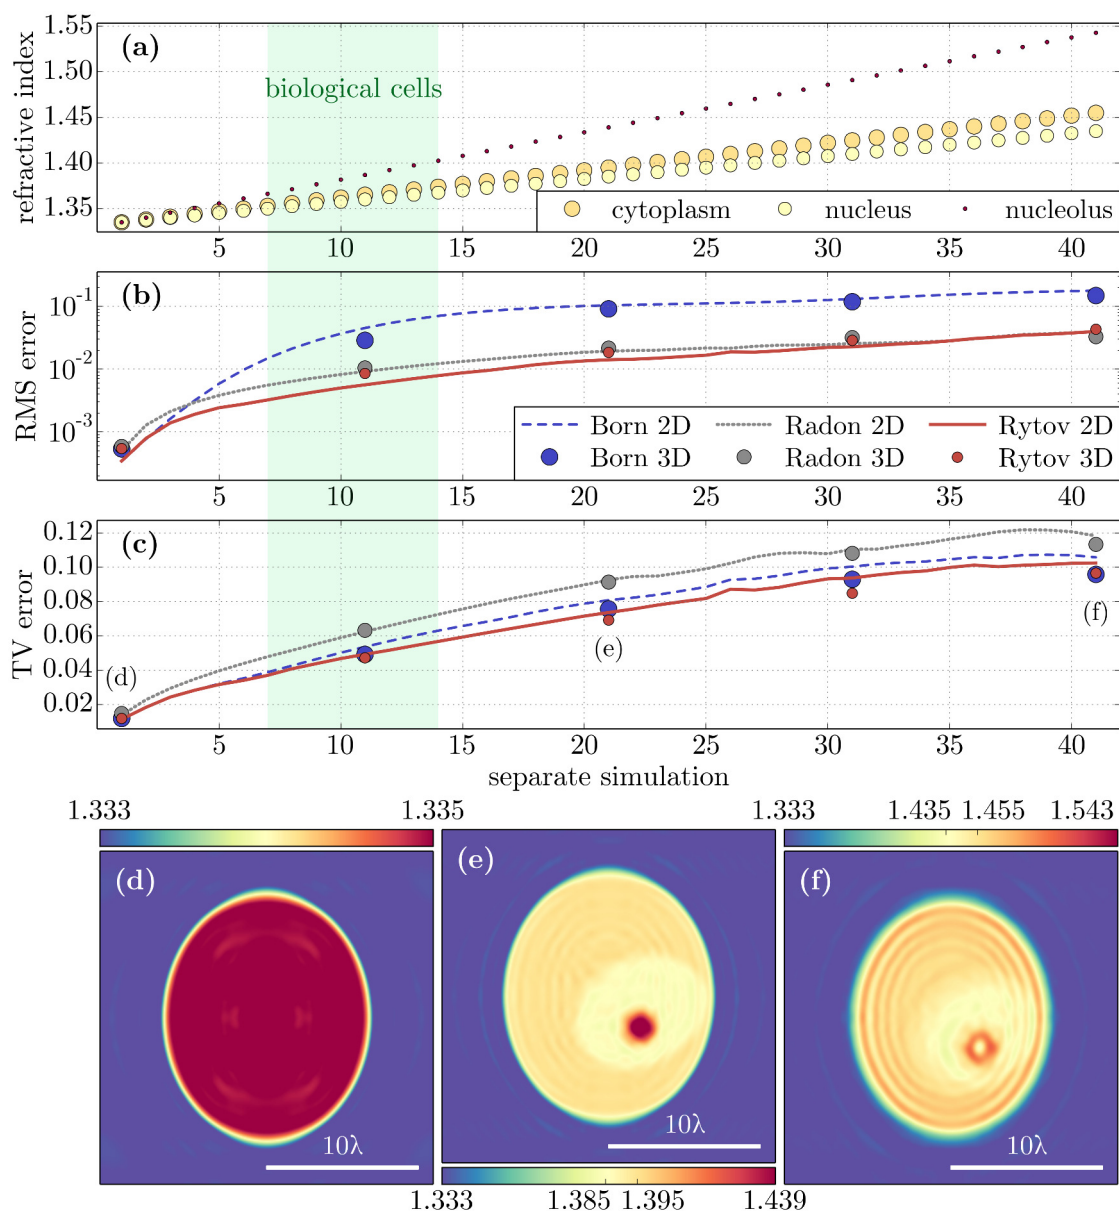 1.55
1.50
1.45
1.40
1.35
refractive index
(a)
biological cells
cytoplasm nucleus nucleolus
5 10 15 20 25 30 35 40
10⁻¹
10⁻²
10⁻³
RMS error
(b)
Born 2D Radon 2D Rytov 2D
Born 3D Radon 3D Rytov 3D
5 10 15 20 25 30 35 40
0.12
0.10
0.08
0.06
0.04
0.02
TV error
(c)
(d)
(e)
(f)
5 10 15 20 25 30 35 40
separate simulation
1.333 1.335
1.333 1.435 1.455 1.543
(d)
10λ
(e)
10λ
(f)
10λ
1.333 1.385 1.395 1.439